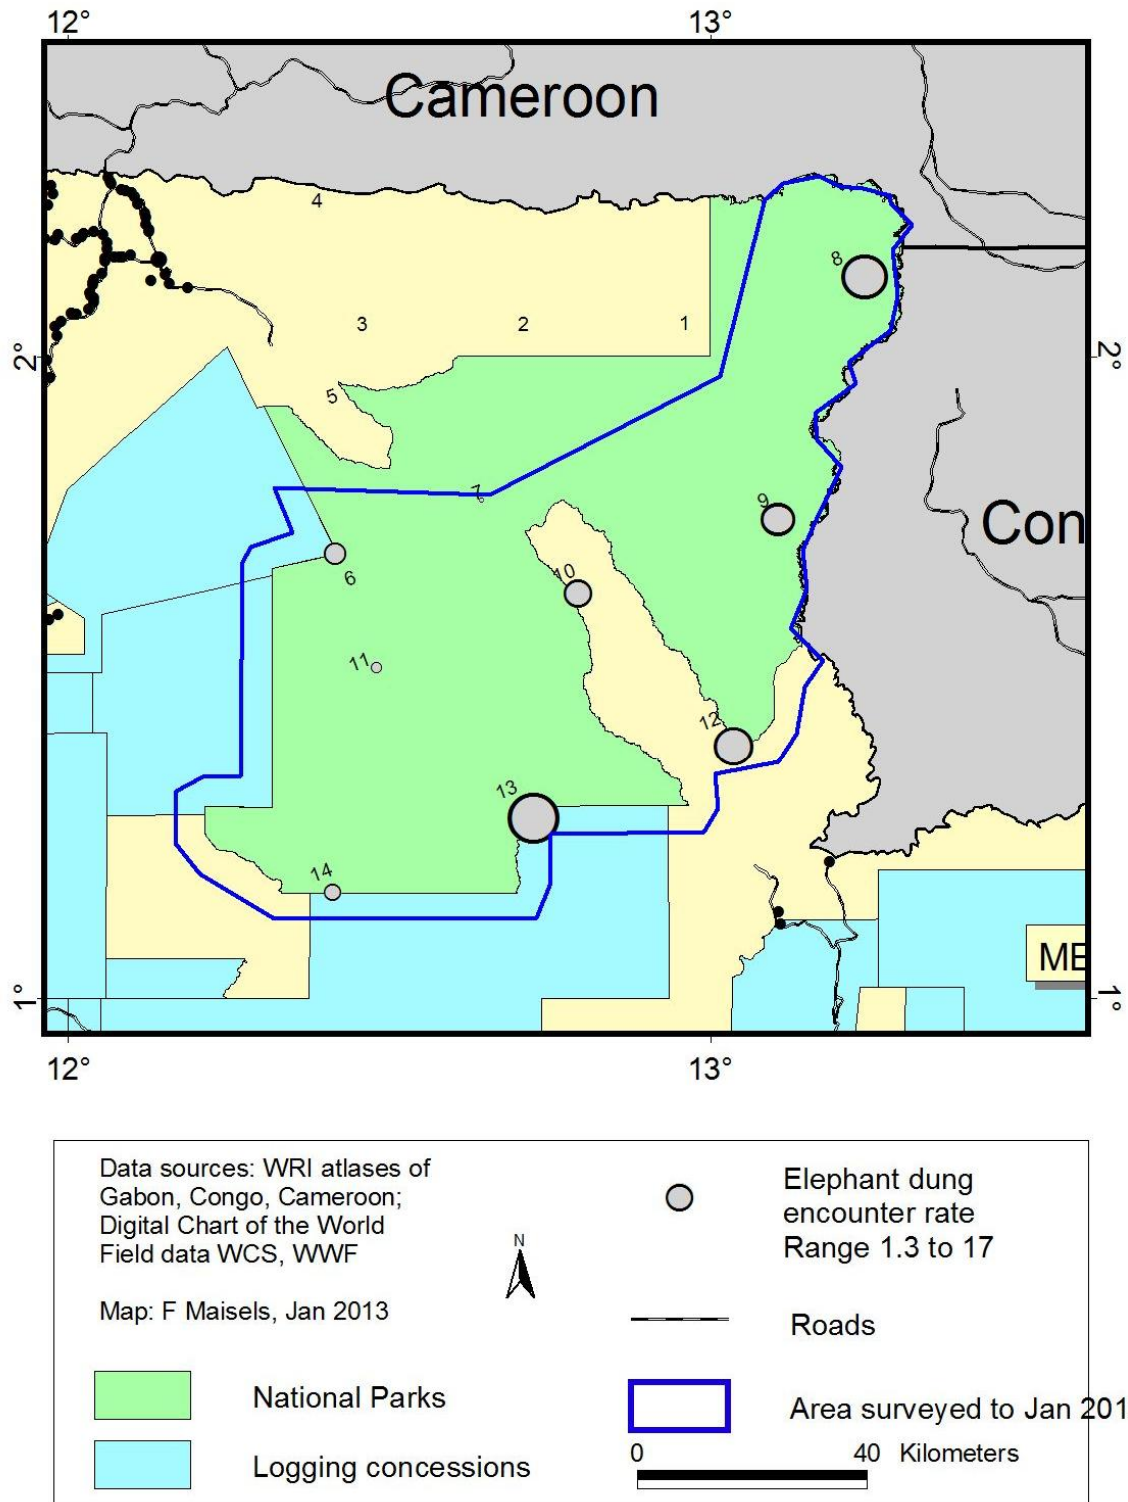 12° 13°
Cameroon
4
8
3 2 1
2° 2°
5
7
9
Con
10
6
11
12
13
14
ME
1° 1°
12° 13°
Data sources: WRI atlases of
Gabon, Congo, Cameroon;
Digital Chart of the World
Field data WCS, WWF
Map: F Maisels, Jan 2013
N
Elephant dung
encounter rate
Range 1.3 to 17
Roads
National Parks
Area surveyed to Jan 201
Logging concessions
0 40 Kilometers